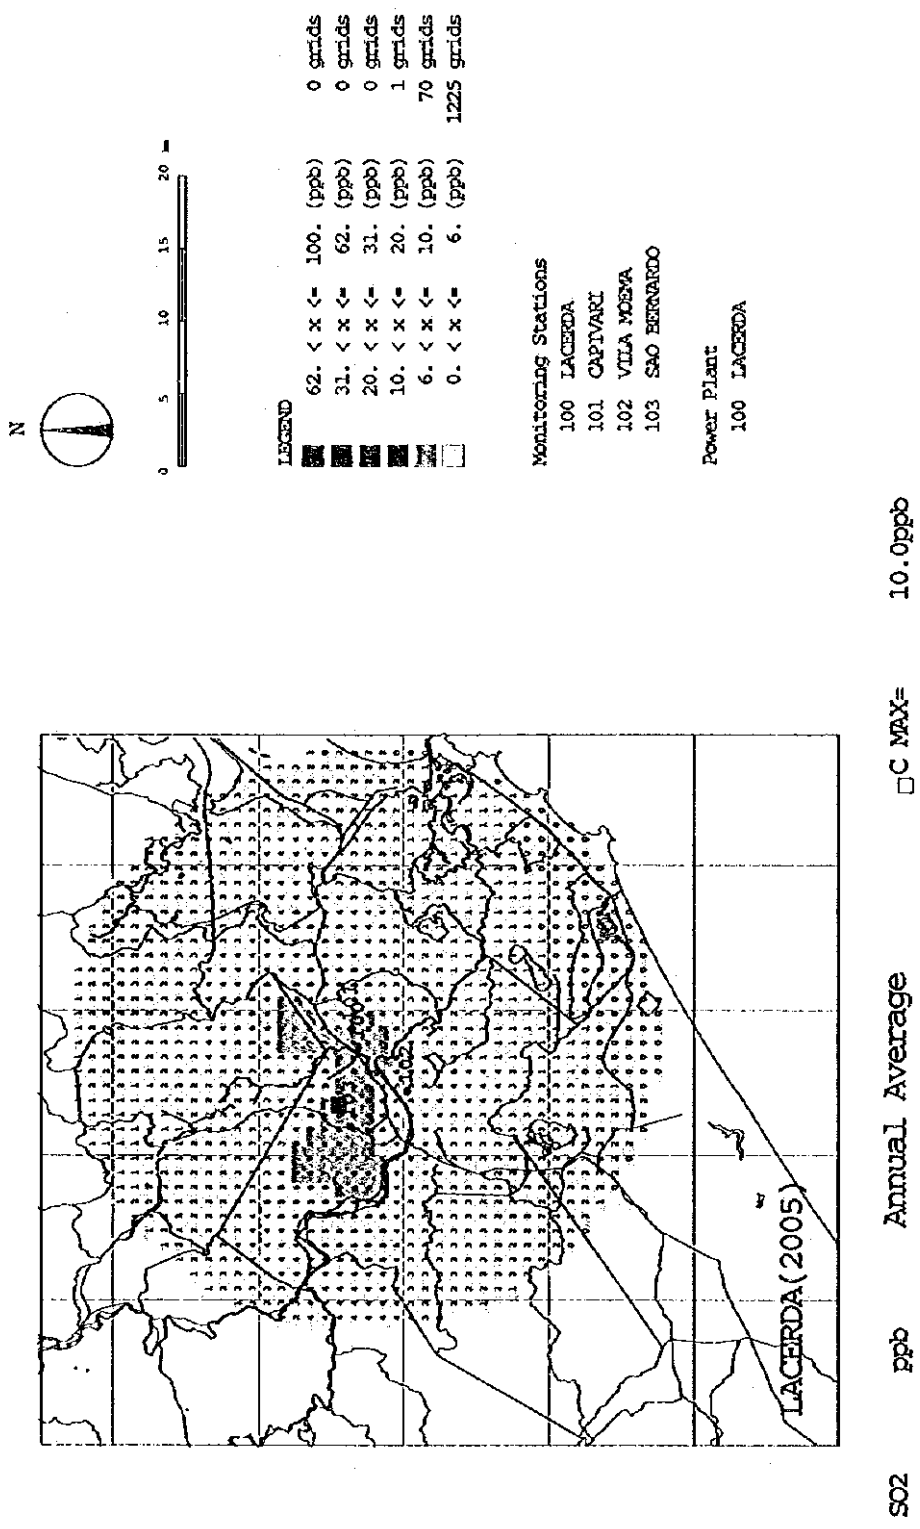 N
0 5 10 15 20
LEGEND
62. < x <= 100. (ppb) 0 grids
31. < x <= 62. (ppb) 0 grids
20. < x <= 31. (ppb) 0 grids
10. < x <= 20. (ppb) 1 grids
6. < x <= 10. (ppb) 70 grids
0. < x <= 6. (ppb) 1225 grids
Monitoring Stations
100 LACERDA
101 CAPIVARI
102 VILA MOEMA
103 SAO BERNARDO
Power Plant
100 LACERDA
102
LACERDA(2005)
SO2 ppb Annual Average □C MAX= 10.0ppb